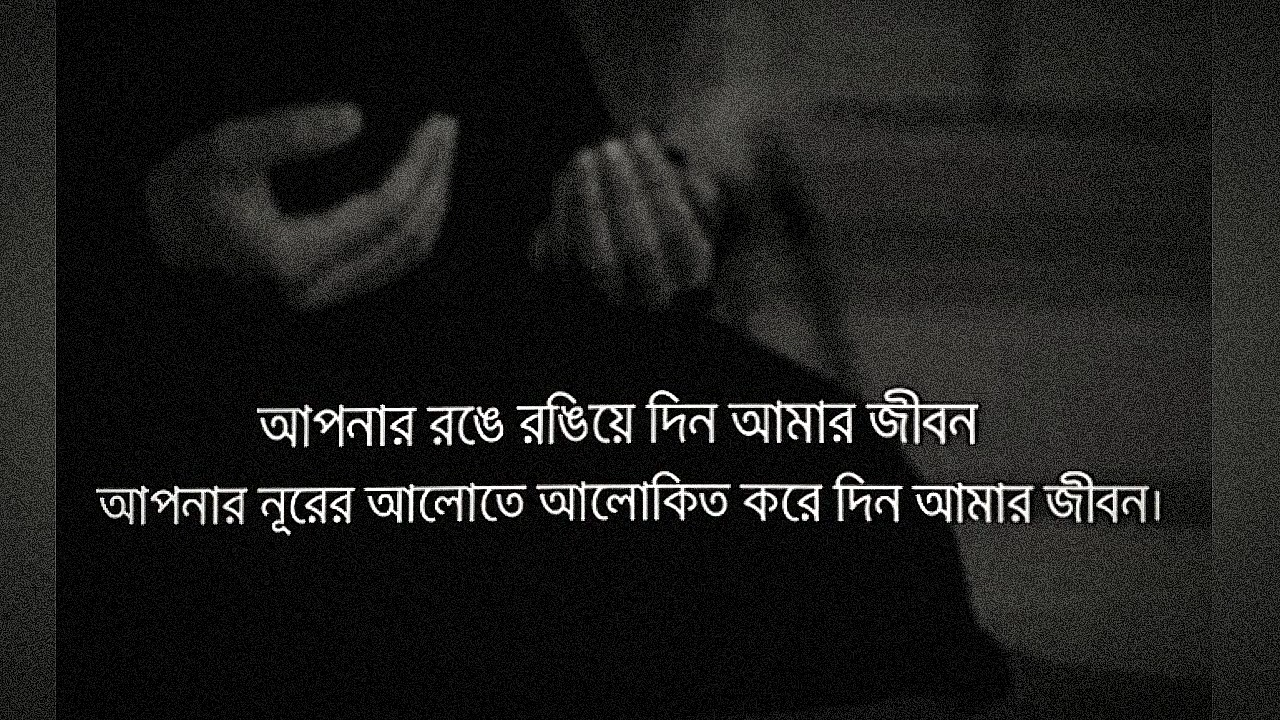 আপনার রঙে রঙিয়ে দিন আমার জীবন
আপনার নূরের আলোতে আলোকিত করে দিন আমার জীবন।